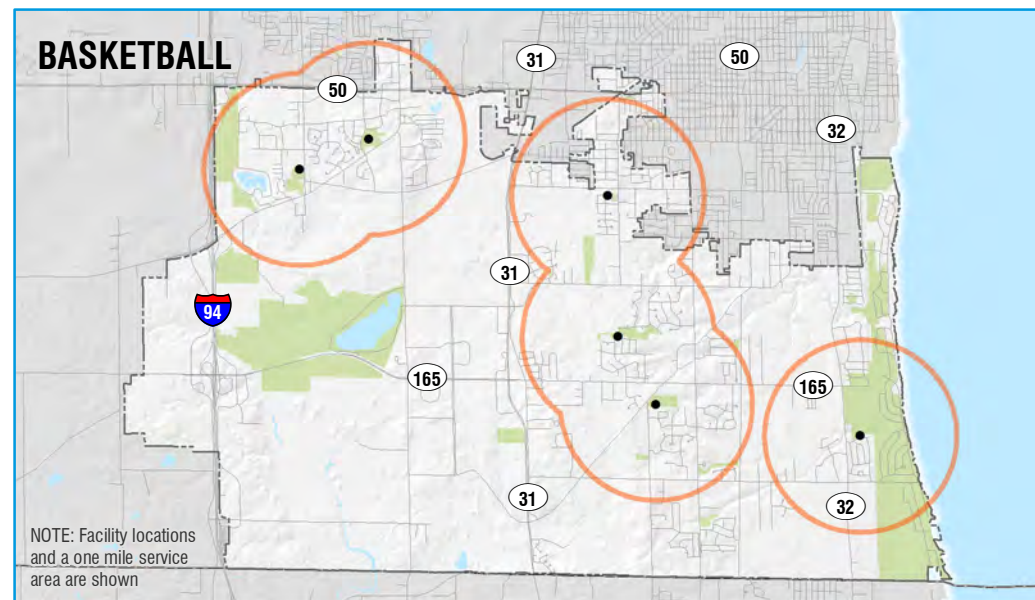 BASKETBALL
50
31
50
32
31
94
165
165
31
32
NOTE: Facility locations
and a one mile service
area are shown